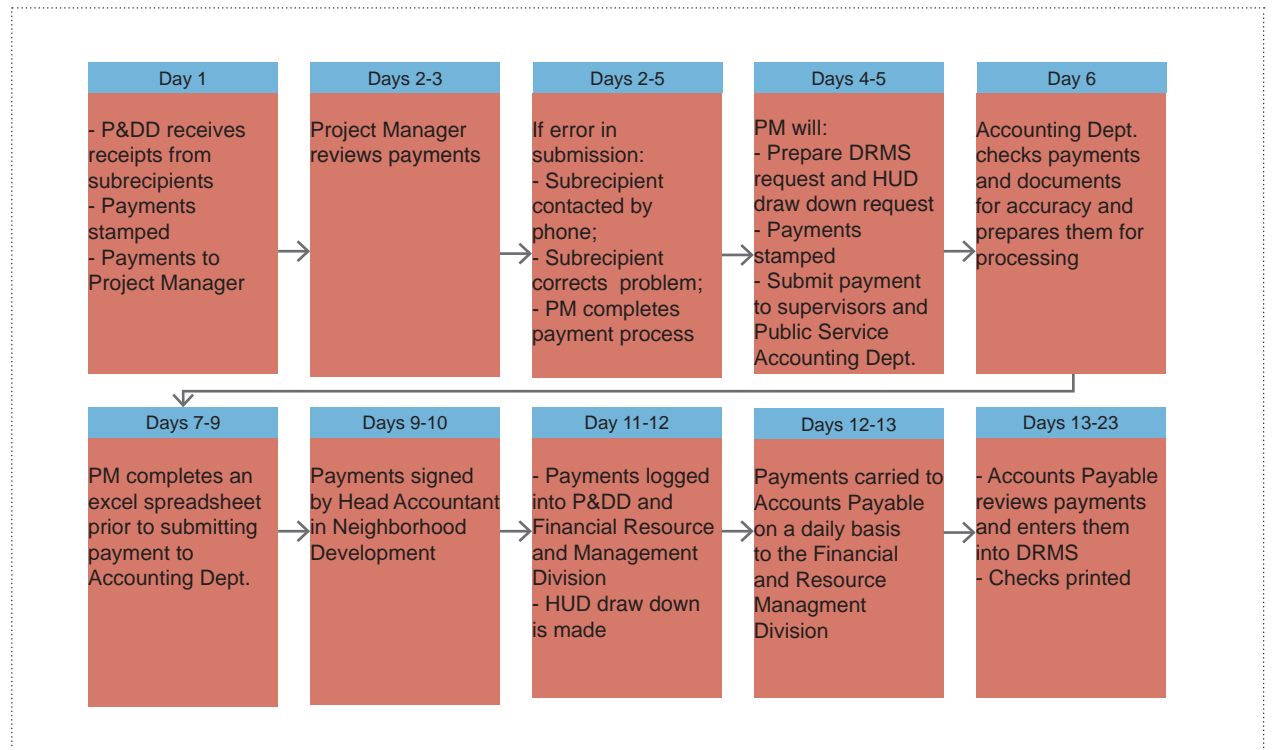 Day 1
- P&DD receives
receipts from
subrecipients
- Payments
stamped
- Payments to
Project Manager
Days 2-3
Project Manager
reviews payments
Days 2-5
If error in
submission:
- Subrecipient
contacted by
phone;
- Subrecipient
corrects problem;
- PM completes
payment process
Days 4-5
PM will:
- Prepare DRMS
request and HUD
draw down request
- Payments
stamped
- Submit payment
to supervisors and
Public Service
Accounting Dept.
Day 6
Accounting Dept.
checks payments
and documents
for accuracy and
prepares them for
processing
Days 7-9
PM completes an
excel spreadsheet
prior to submitting
payment to
Accounting Dept.
Days 9-10
Payments signed
by Head Accountant
in Neighborhood
Development
Day 11-12
- Payments logged
into P&DD and
Financial Resource
and Management
Division
- HUD draw down
is made
Days 12-13
Payments carried to
Accounts Payable
on a daily basis
to the Financial
and Resource
Managment
Division
Days 13-23
- Accounts Payable
reviews payments
and enters them
into DRMS
- Checks printed